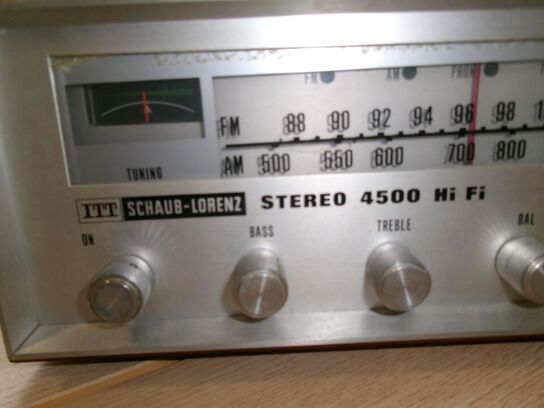 FM AM PHONO
FM 88 90 92 94 96 98
AM 500 550 600 700 800
TUNING
ITT SCHAUB-LORENZ STEREO 4500 Hi Fi
ON BASS TREBLE BAL